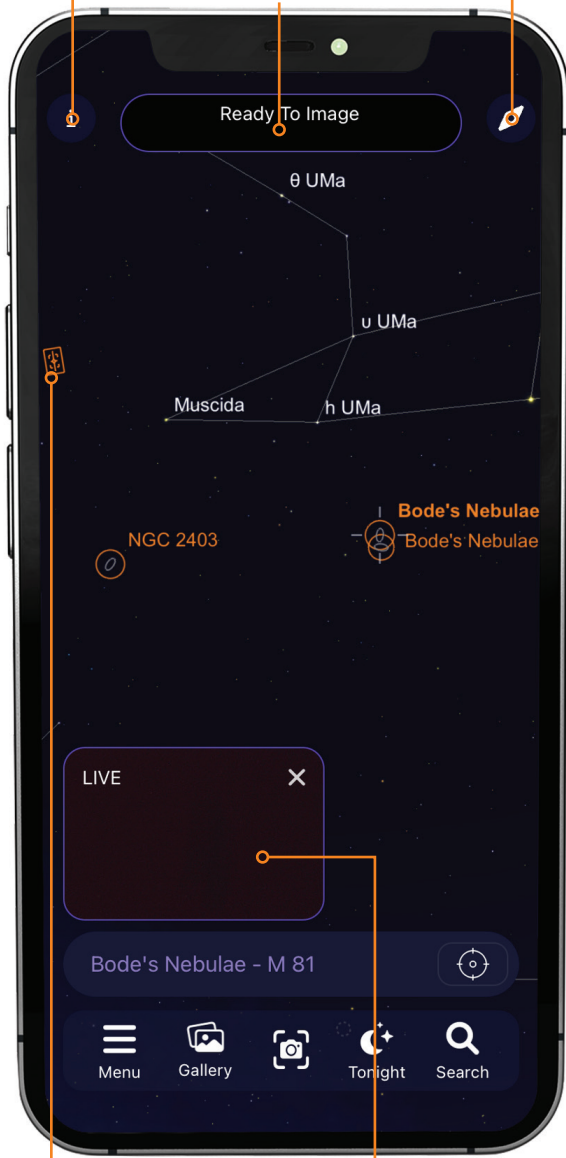 i
Ready To Image
θ UMa
υ UMa
Muscida
h UMa
Bode's Nebulae
NGC 2403
Bode's Nebulae
LIVE
Bode's Nebulae - M 81
Menu
Gallery
Tonight
Search